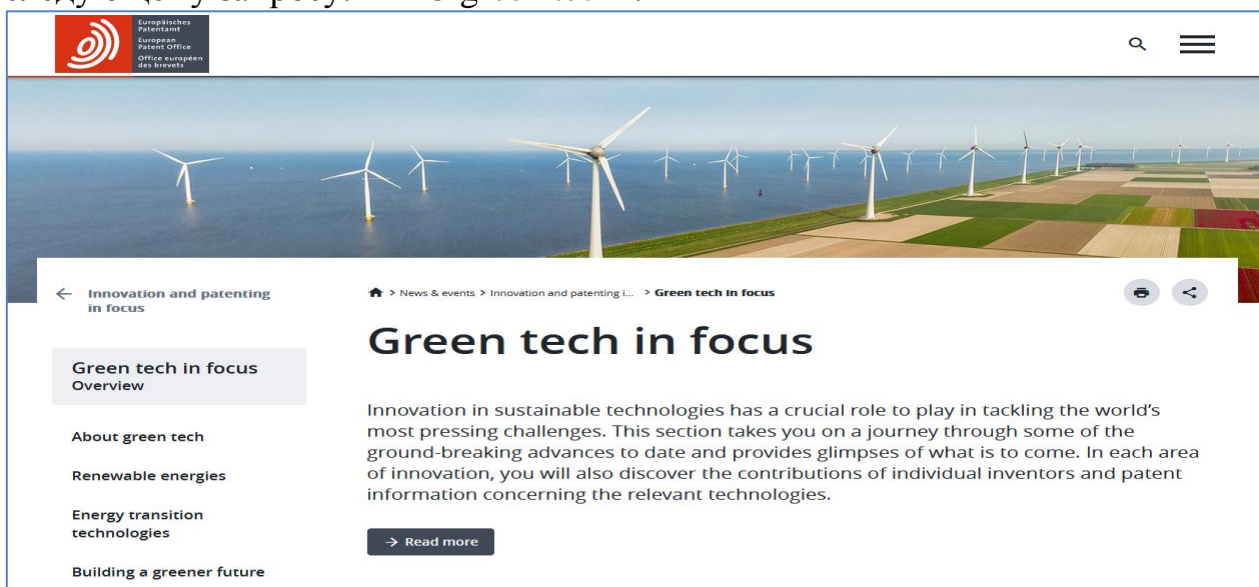 следующему запросу: green tech
Europäisches
Patentamt
European
Patent Office
Office européen
des brevets
← Innovation and patenting
in focus
> News & events > Innovation and patenting i... > Green tech in focus
Green tech in focus
Green tech in focus
Overview
About green tech
Renewable energies
Energy transition
technologies
Building a greener future
Innovation in sustainable technologies has a crucial role to play in tackling the world's
most pressing challenges. This section takes you on a journey through some of the
ground-breaking advances to date and provides glimpses of what is to come. In each area
of innovation, you will also discover the contributions of individual inventors and patent
information concerning the relevant technologies.
→ Read more